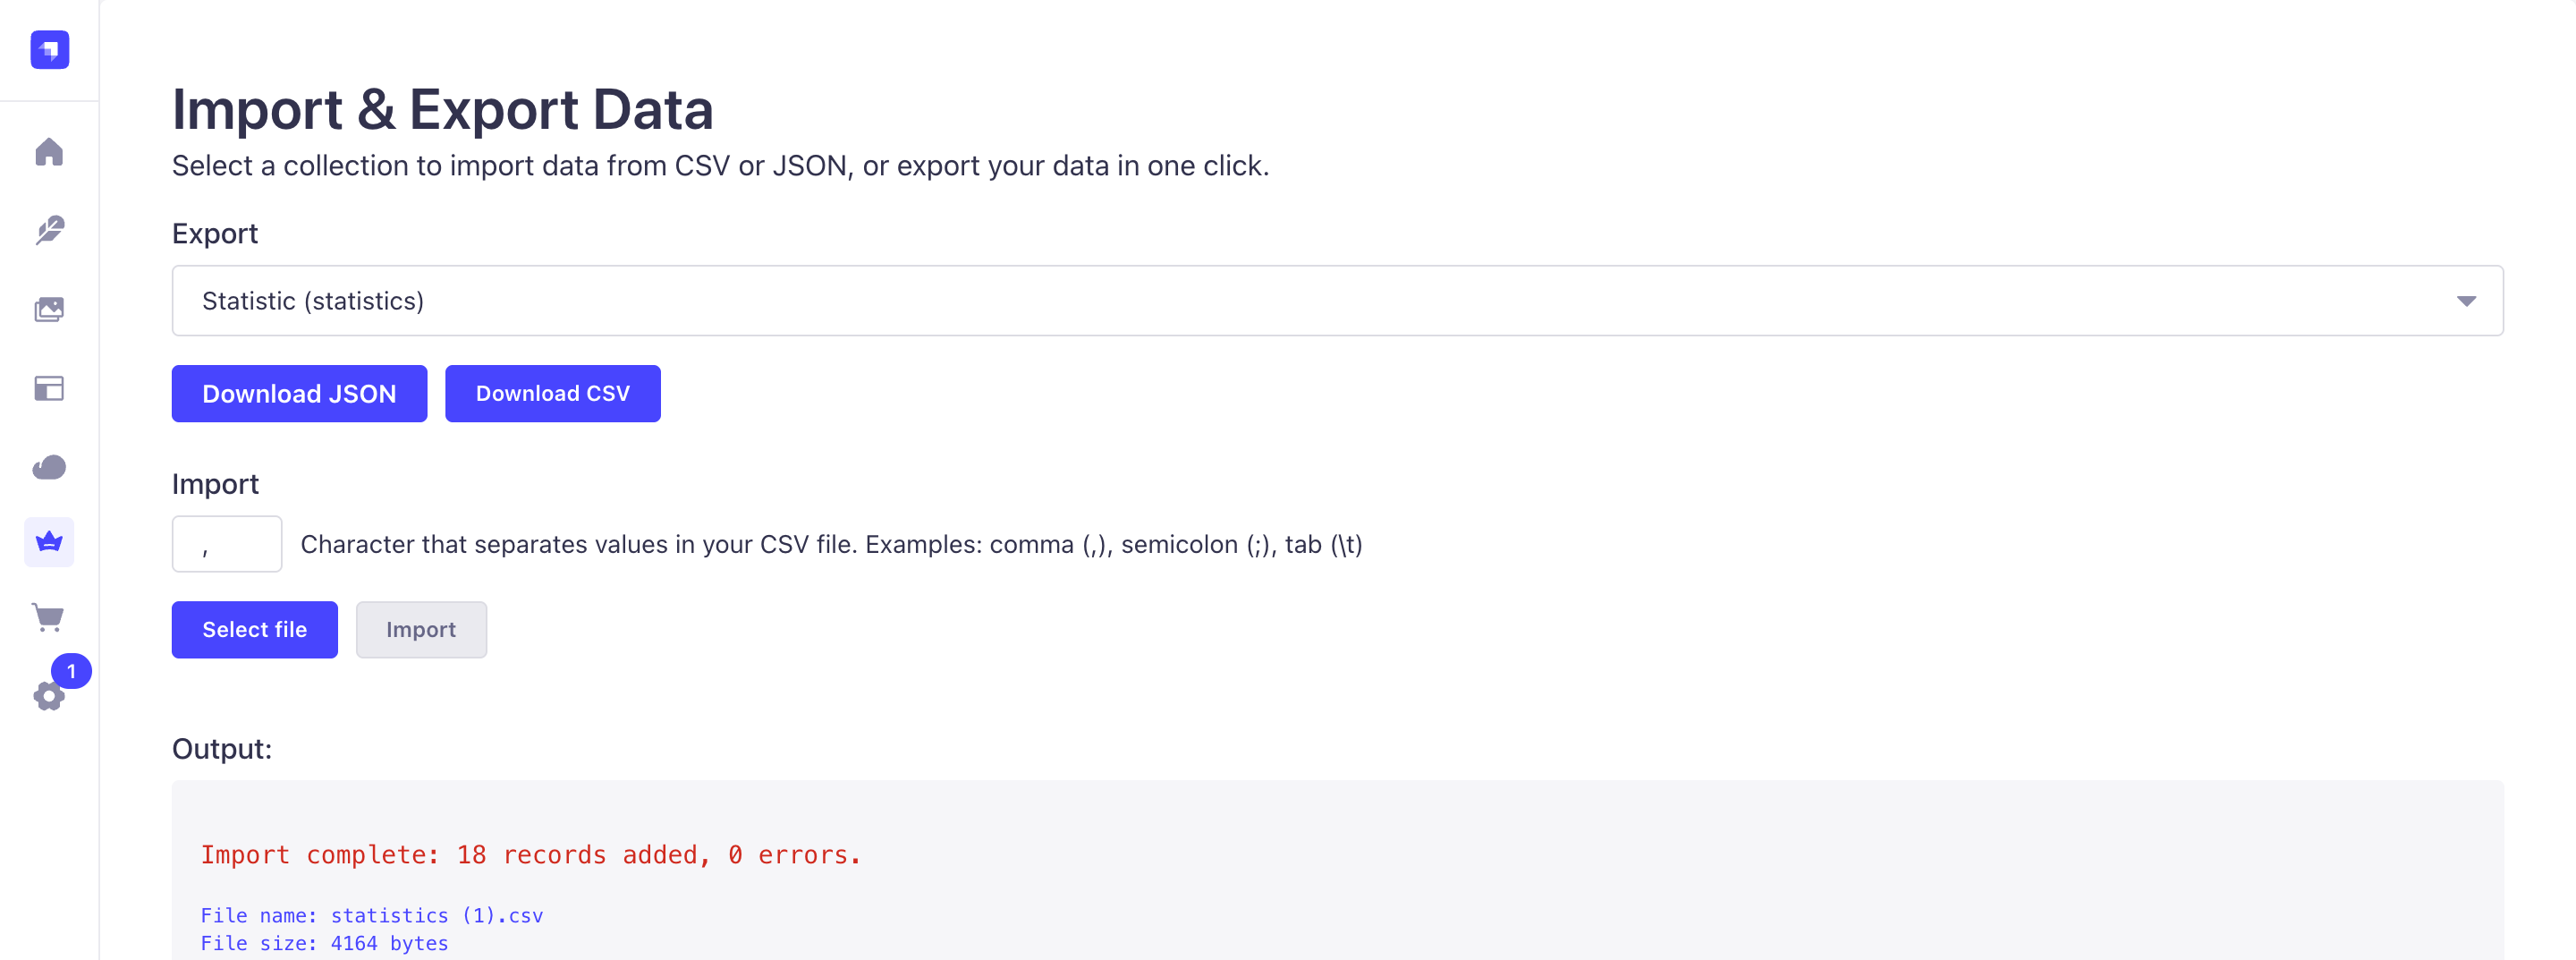 Import & Export Data
Select a collection to import data from CSV or JSON, or export your data in one click.
Export
Statistic (statistics)
Download JSON
Download CSV
Import
,
Character that separates values in your CSV file. Examples: comma (,), semicolon (;), tab (\t)
Select file
Import
1
Output:
Import complete: 18 records added, 0 errors.
File name: statistics (1).csv
File size: 4164 bytes